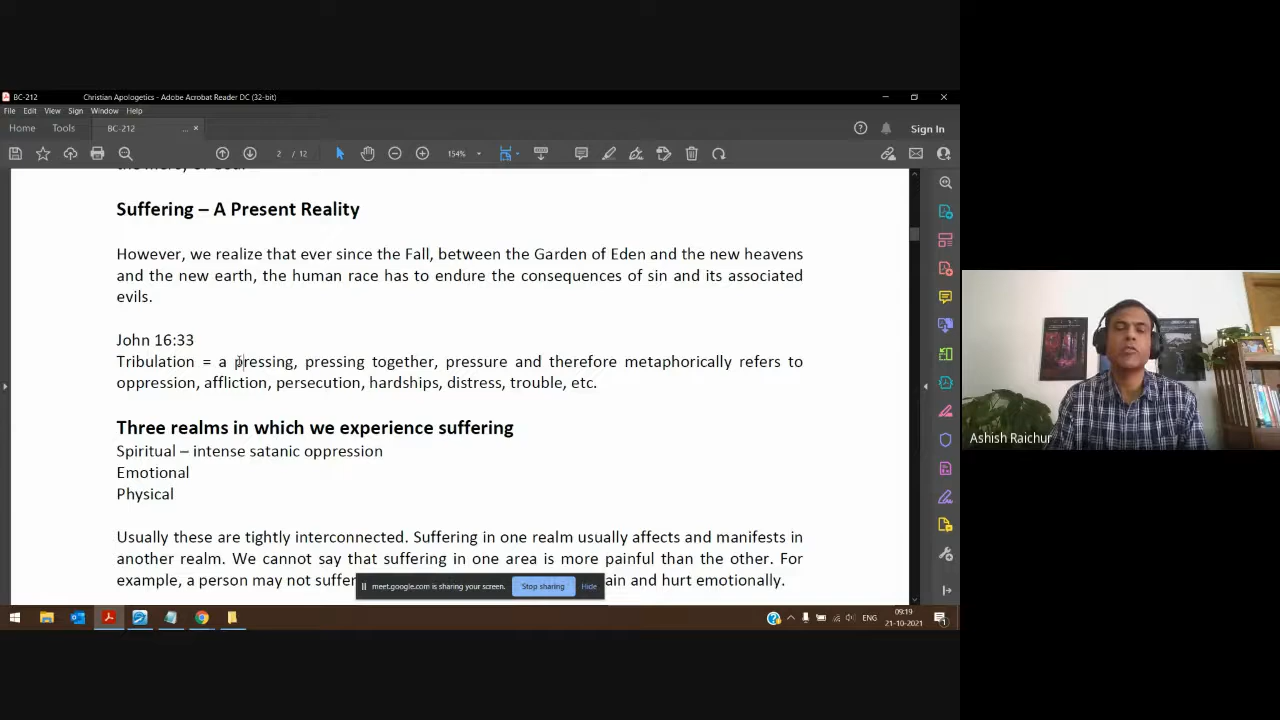 BC-212 Christian Apologetics - Adobe Acrobat Reader DC (32-bit)
File Edit View Sign Window Help
Home Tools BC-212 ... × Sign In
2 / 12 154%
Suffering – A Present Reality
However, we realize that ever since the Fall, between the Garden of Eden and the new heavens
and the new earth, the human race has to endure the consequences of sin and its associated
evils.
John 16:33
Tribulation = a pressing, pressing together, pressure and therefore metaphorically refers to
oppression, affliction, persecution, hardships, distress, trouble, etc.
Three realms in which we experience suffering
Spiritual – intense satanic oppression
Emotional
Physical
Usually these are tightly interconnected. Suffering in one realm usually affects and manifests in
another realm. We cannot say that suffering in one area is more painful than the other. For
example, a person may not suffer ain and hurt emotionally.
meet.google.com is sharing your screen. Stop sharing Hide
Ashish Raichur
ENG 09:19
21-10-2021